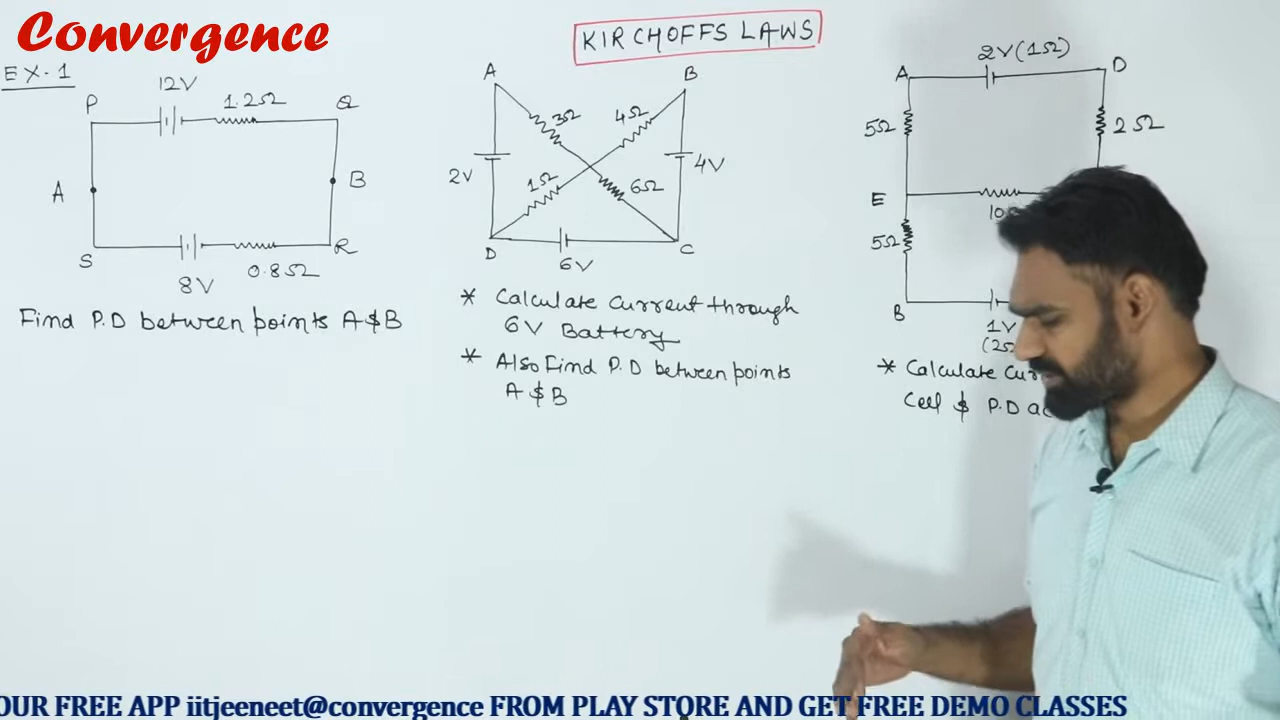 Convergence
KIRCHOFFS LAWS
EX-1
12V
1.2Ω
P
Q
A
B
S
R
8V
0.8Ω
Find P.D between points A & B
A
B
3Ω
4Ω
2V
4V
1Ω
6Ω
D
C
6V
* Calculate Current through
6V Battery
* Also Find P.D between points
A & B
2V(1Ω)
A
D
5Ω
2Ω
E
5Ω
B
1V
* Calculate
Cell & P.D
OUR FREE APP iitjeeneet@convergence FROM PLAY STORE AND GET FREE DEMO CLASSES